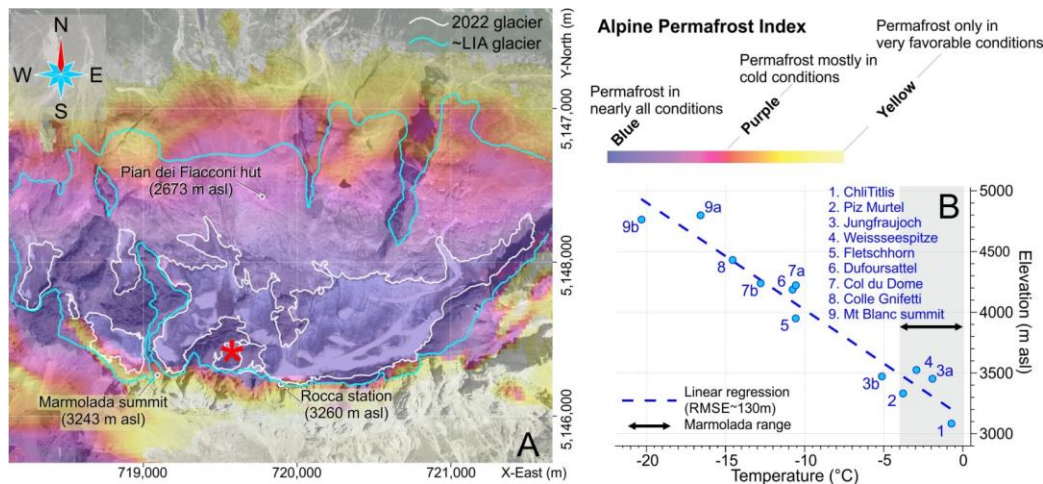 2022 glacier
~LIA glacier
N
W E
S
Y-North (m)
5,147,000
5,148,000
5,146,000
Pian dei Fiacconi hut
(2673 m asl)
Marmolada summit
(3243 m asl)
Rocca station
(3260 m asl)
*
A
719,000 720,000 721,000
X-East (m)
Alpine Permafrost Index
Permafrost only in
very favorable conditions
Permafrost mostly in
cold conditions
Permafrost in
nearly all conditions
Blue
Purple
Yellow
B
1. ChliTitlis
2. Piz Murtel
3. Jungfraujoch
4. Weissseespitze
5. Fletschhorn
6. Dufoursattel
7. Col du Dome
8. Colle Gnifetti
9. Mt Blanc summit
9a
9b
8
7a
6
7b
5
4
3a
3b
2
1
Linear regression
(RMSE~130m)
Marmolada range
5000
4500
4000
3500
3000
Elevation (m asl)
-20 -15 -10 -5 0
Temperature (°C)